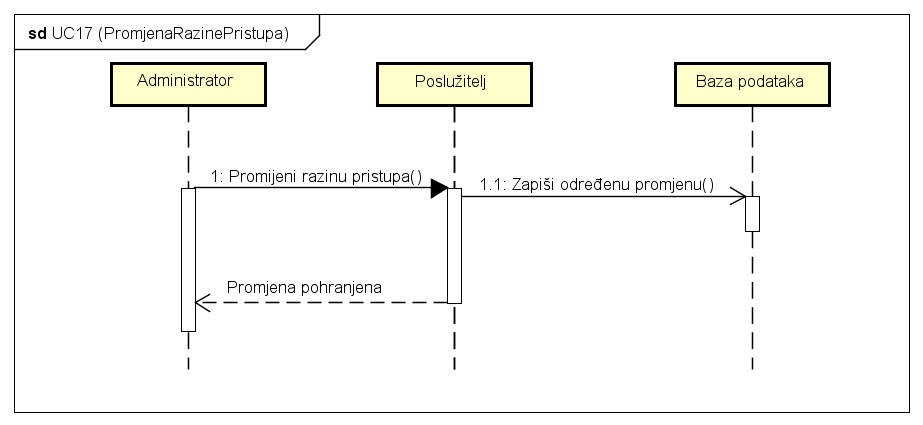 sd UC17 (PromjenaRazinePristupa)
Administrator
Poslužitelj
Baza podataka
1: Promijeni razinu pristupa()
1.1: Zapiši određenu promjenu()
Promjena pohranjena